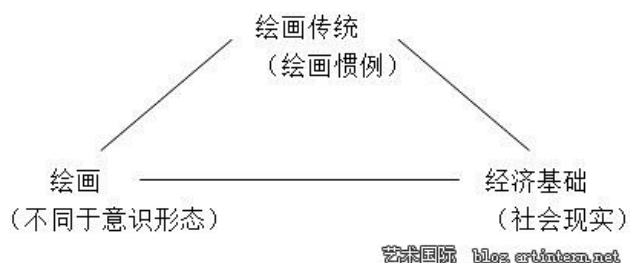 绘画传统
（绘画惯例）
绘画
经济基础
（不同于意识形态）
（社会现实）
艺术国际 blog.artintern.net